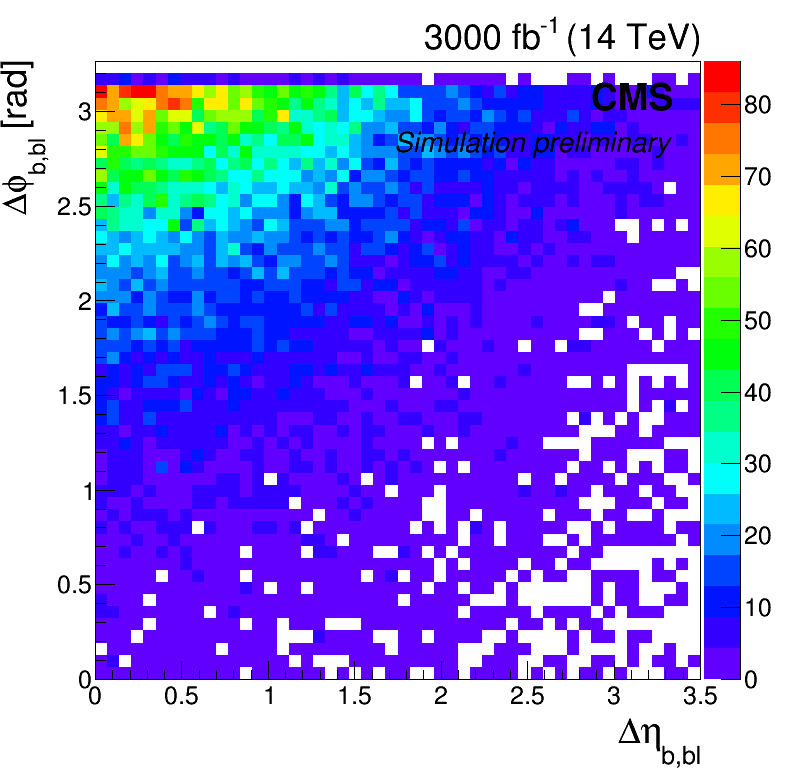 3000 fb-1 (14 TeV)
CMS
Simulation preliminary
Δϕb,bl [rad]
3
2.5
2
1.5
1
0.5
0
0 0.5 1 1.5 2 2.5 3 3.5
Δηb,bl
80
70
60
50
40
30
20
10
0